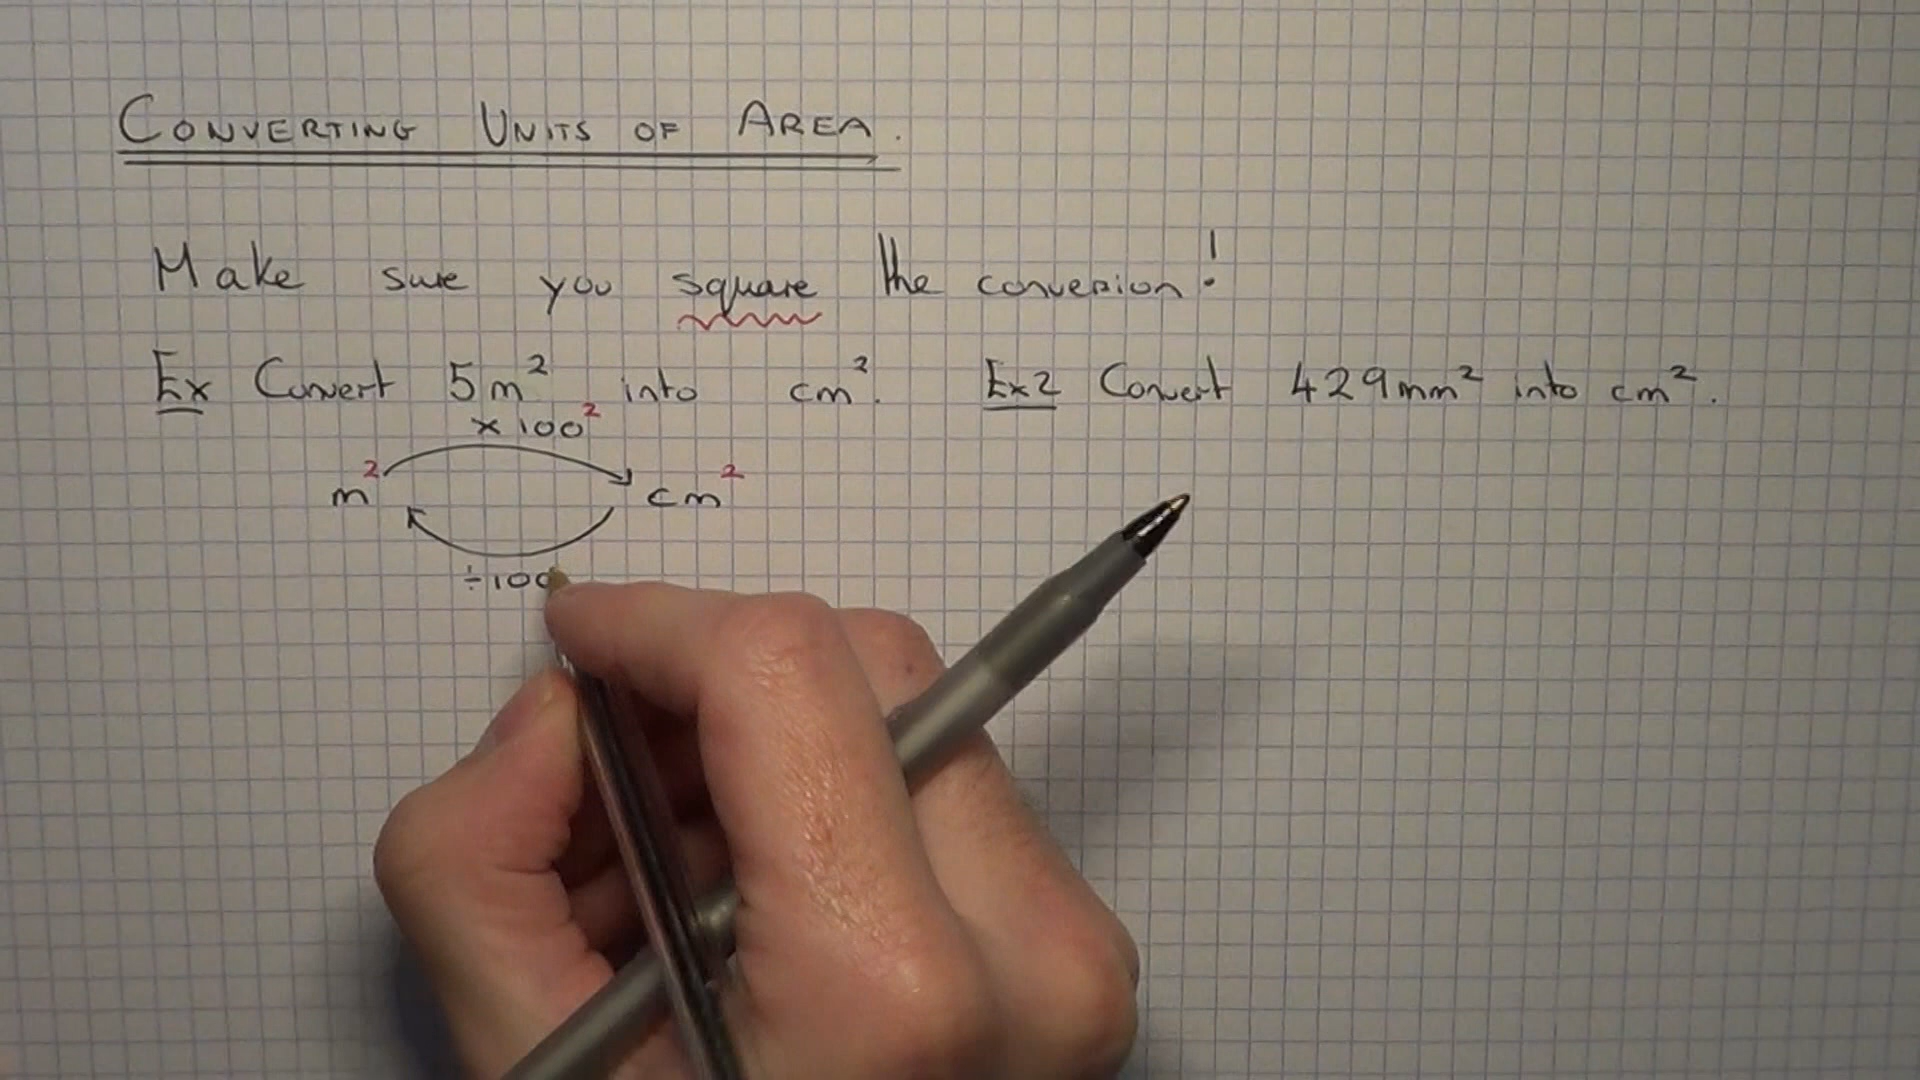 CONVERTING UNITS OF AREA.
Make sure you square the conversion!
Ex Convert 5m² into cm². Ex2 Convert 429mm² into cm².
× 100²
m² cm²
÷100